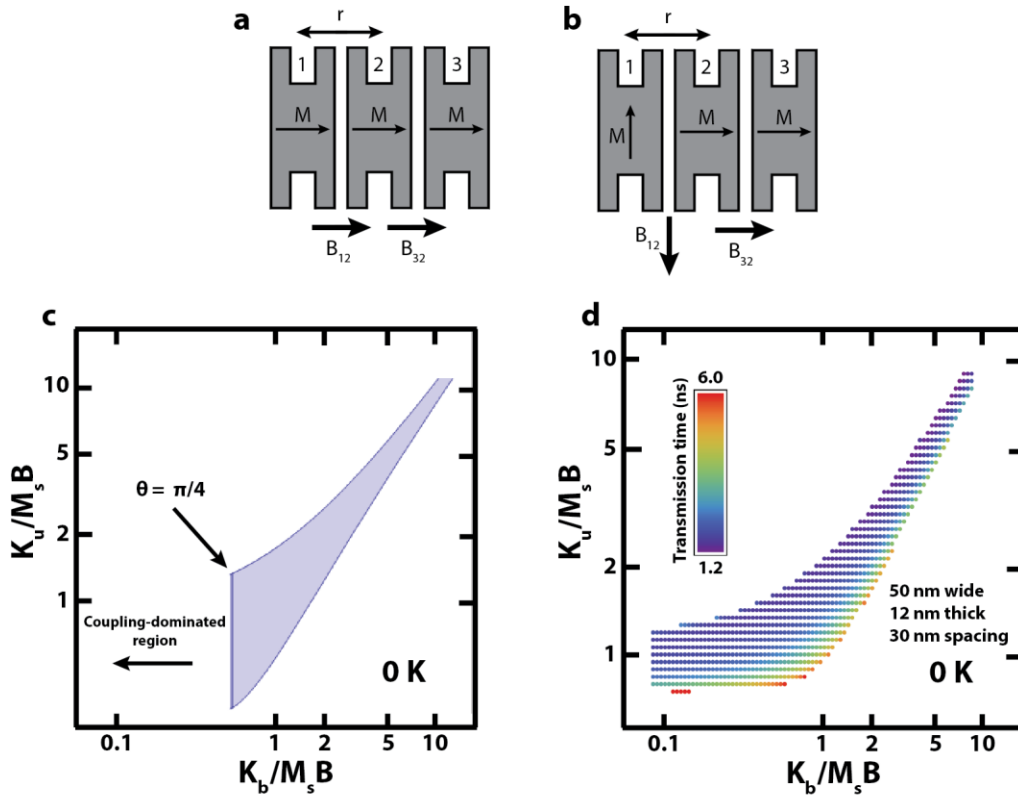 a
r
1
2
3
M
M
M
B12
B32
b
r
1
2
3
M
M
M
B12
B32
c
10
5
2
1
θ = π/4
Coupling-dominated
region
0 K
0.1
1
2
5
10
Ku/MsB
Kb/MsB
d
10
5
2
1
6.0
Transmission time (ns)
1.2
50 nm wide
12 nm thick
30 nm spacing
0 K
0.1
1
2
5
10
Ku/MsB
Kb/MsB